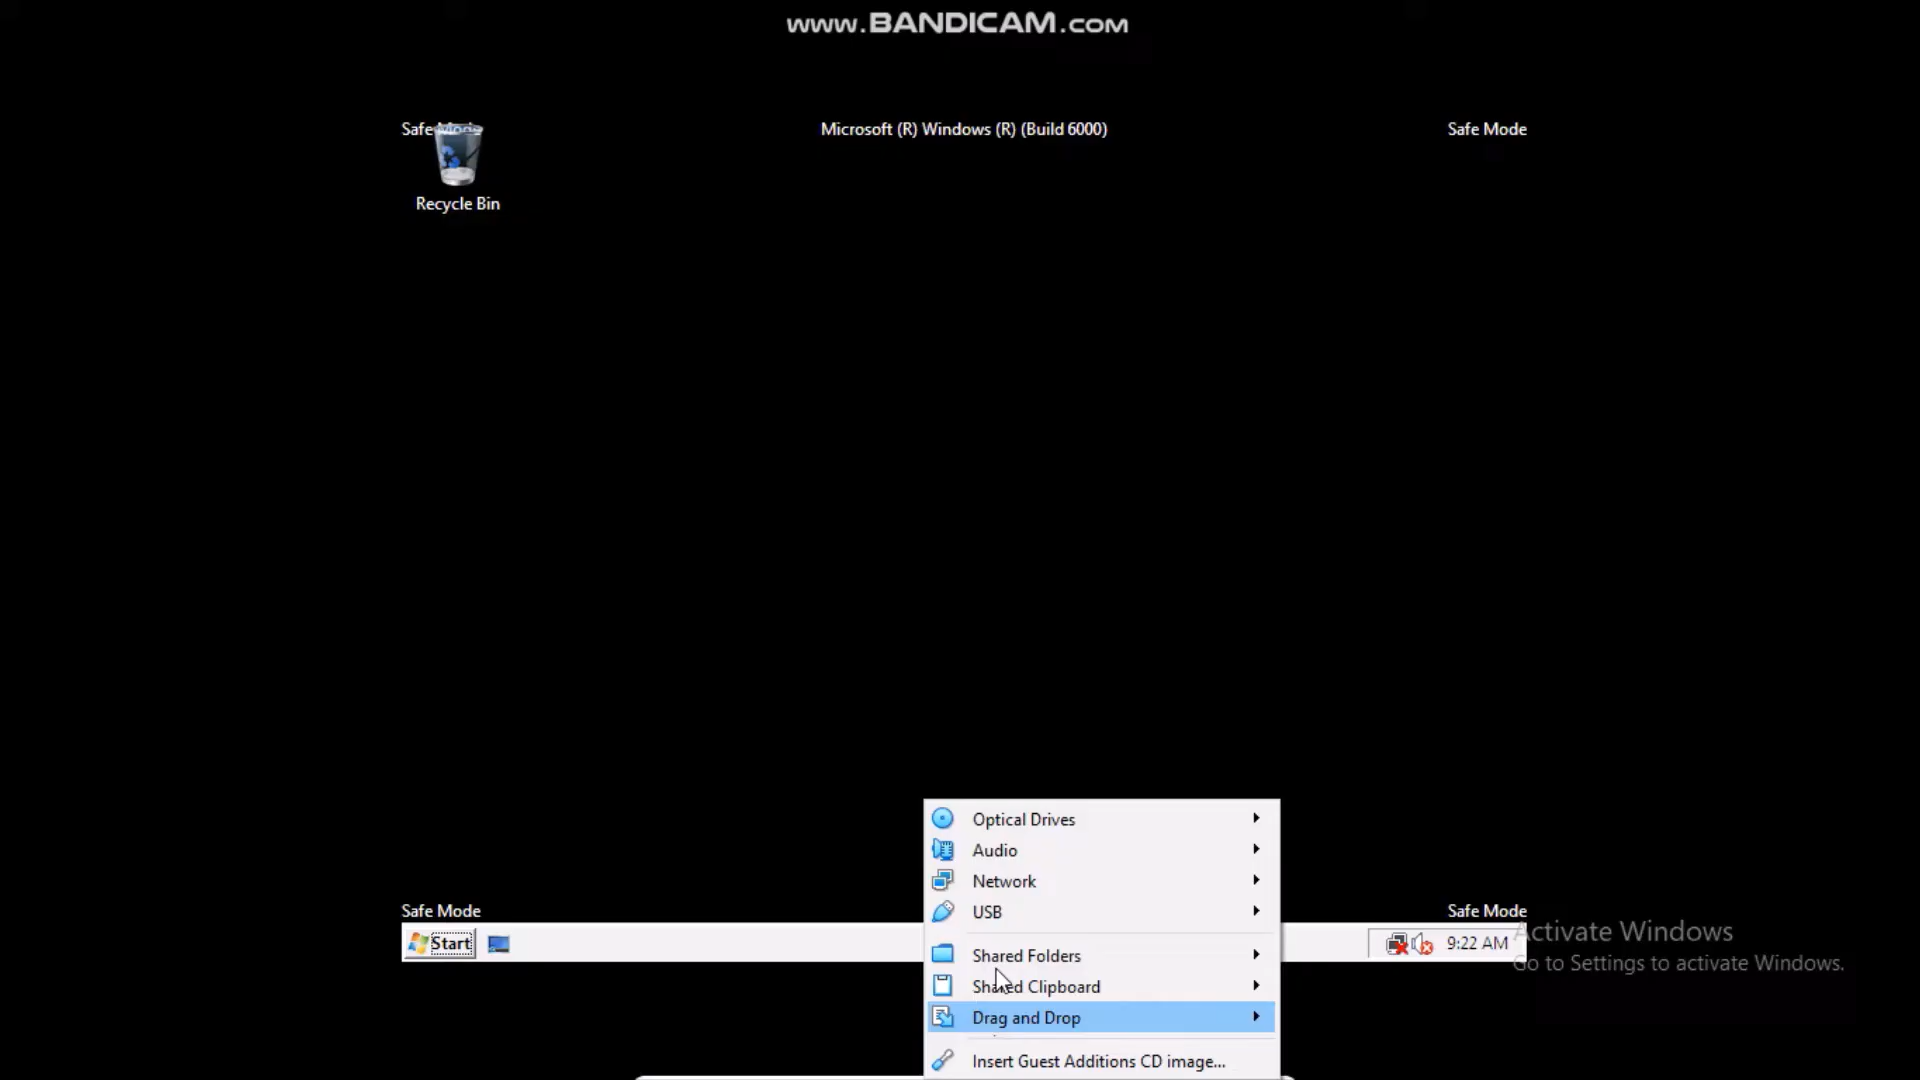 www.BANDICAM.com
Safe Mode
Microsoft (R) Windows (R) (Build 6000)
Safe Mode
Recycle Bin
Optical Drives
Audio
Network
USB
Shared Folders
Shared Clipboard
Drag and Drop
Insert Guest Additions CD image...
Safe Mode
Safe Mode
Start
9:22 AM
Activate Windows
Go to Settings to activate Windows.